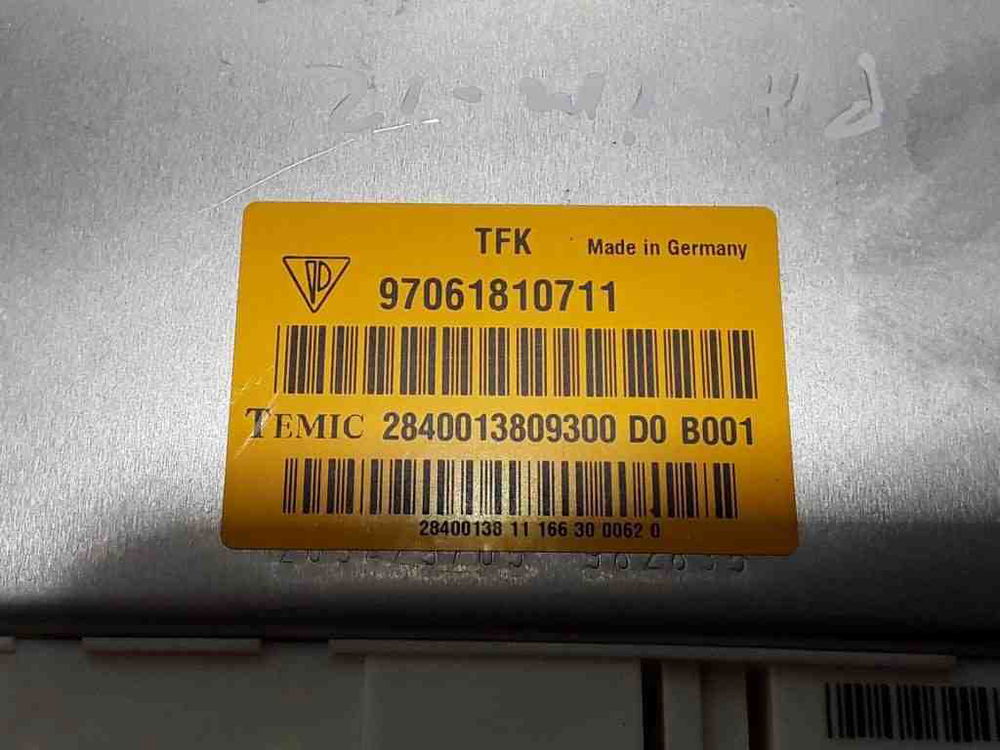 TFK
Made in Germany
97061810711
TEMIC 2840013809300 D0 B001
28400138 11 166 30 0062 0